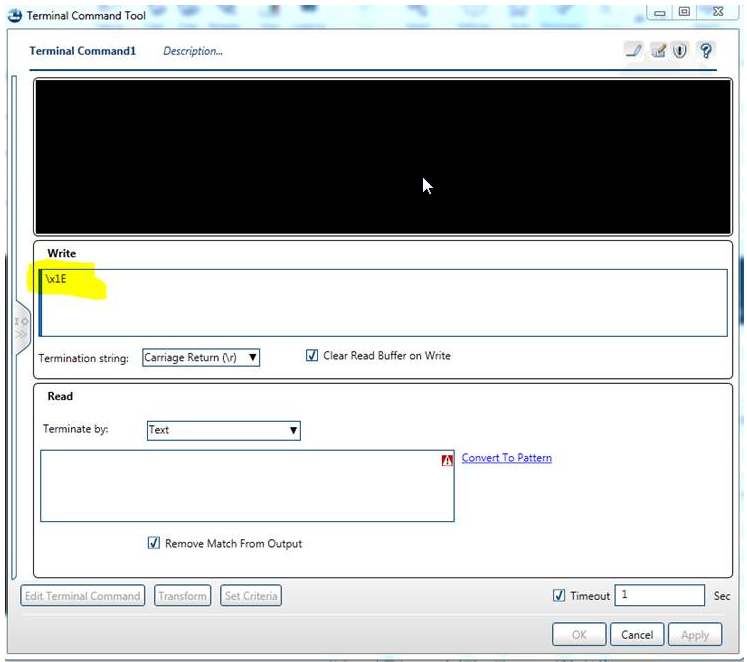 Terminal Command Tool
Terminal Command1 Description...
Write
\x1E
I O
Termination string: Carriage Return (\r) Clear Read Buffer on Write
Read
Terminate by: Text
Convert To Pattern
Remove Match From Output
Edit Terminal Command Transform Set Criteria Timeout 1 Sec
OK Cancel Apply